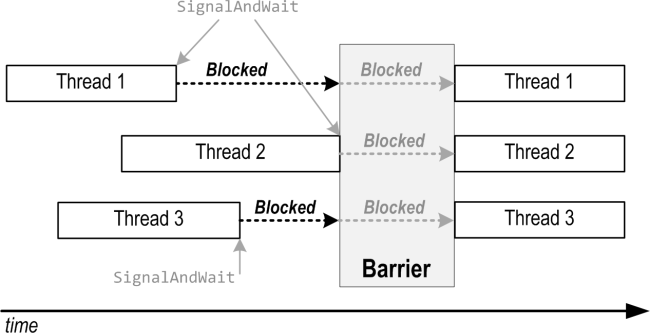 SignalAndWait
Thread 1 Blocked Blocked Thread 1
Thread 2 Blocked Thread 2
Thread 3 Blocked Blocked Thread 3
SignalAndWait Barrier
time